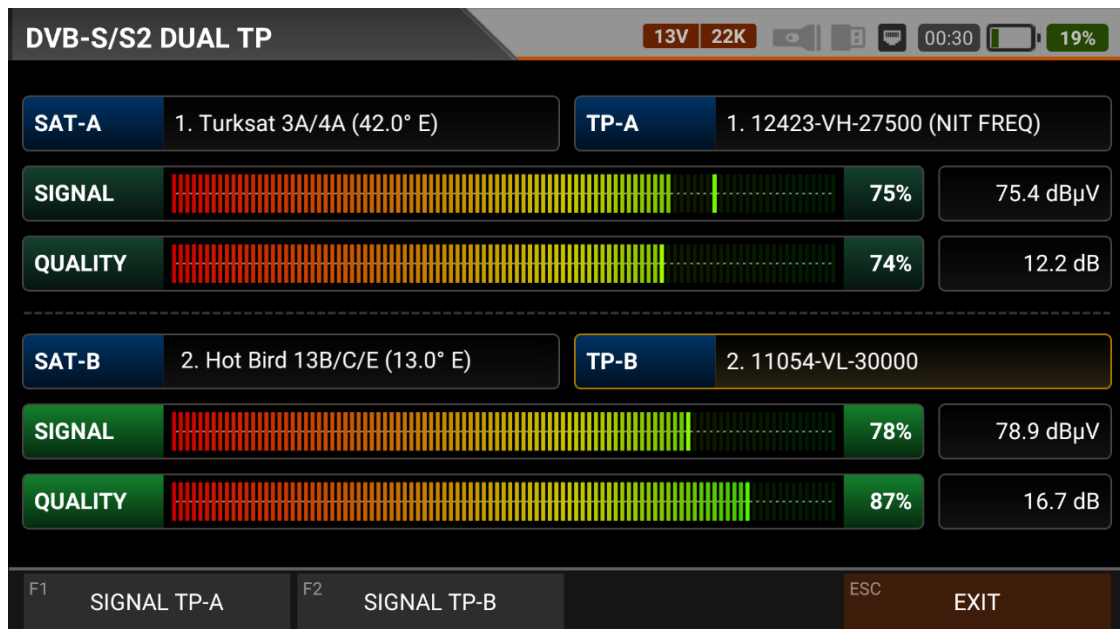 DVB-S/S2 DUAL TP 13V 22K 00:30 19%
SAT-A 1. Turksat 3A/4A (42.0° E) TP-A 1. 12423-VH-27500 (NIT FREQ)
SIGNAL 75% 75.4 dBµV
QUALITY 74% 12.2 dB
SAT-B 2. Hot Bird 13B/C/E (13.0° E) TP-B 2. 11054-VL-30000
SIGNAL 78% 78.9 dBµV
QUALITY 87% 16.7 dB
F1 SIGNAL TP-A F2 SIGNAL TP-B ESC EXIT